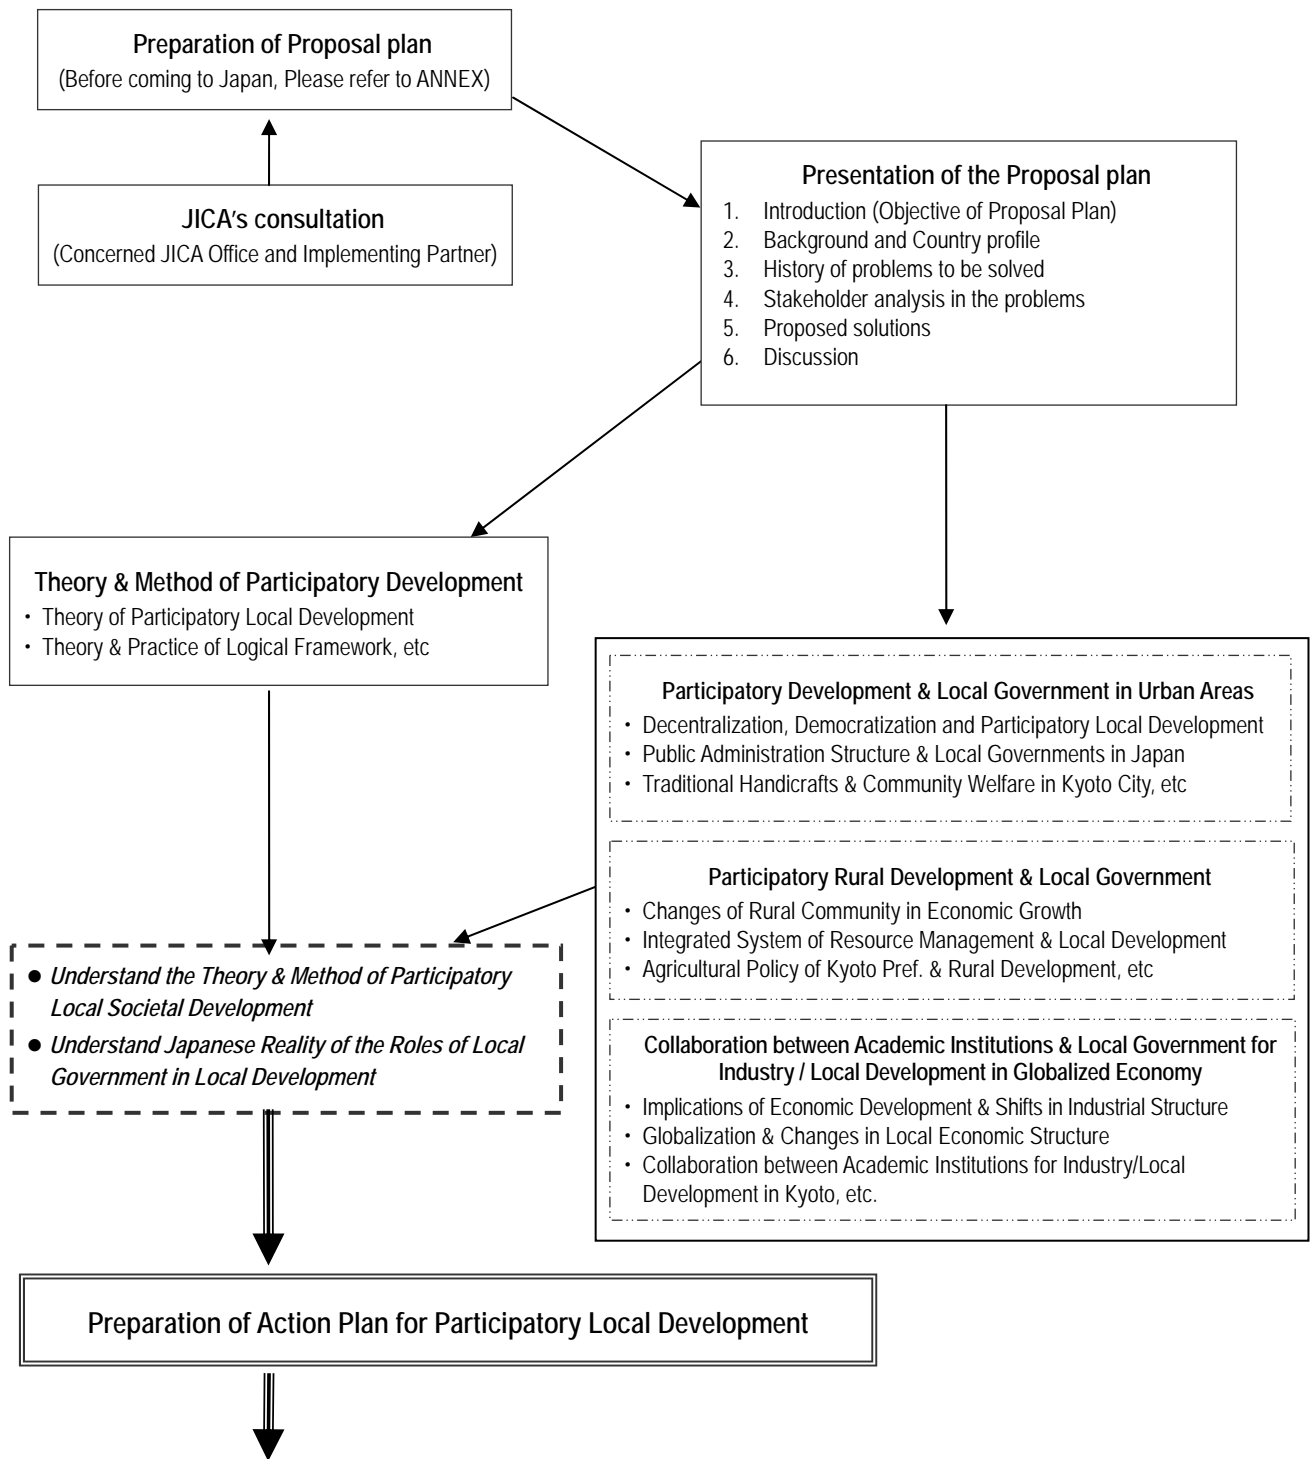 Preparation of Proposal plan
(Before coming to Japan, Please refer to ANNEX)
JICA's consultation
(Concerned JICA Office and Implementing Partner)
Presentation of the Proposal plan
1. Introduction (Objective of Proposal Plan)
2. Background and Country profile
3. History of problems to be solved
4. Stakeholder analysis in the problems
5. Proposed solutions
6. Discussion
Theory & Method of Participatory Development
・ Theory of Participatory Local Development
・ Theory & Practice of Logical Framework, etc
Participatory Development & Local Government in Urban Areas
・ Decentralization, Democratization and Participatory Local Development
・ Public Administration Structure & Local Governments in Japan
・ Traditional Handicrafts & Community Welfare in Kyoto City, etc
Participatory Rural Development & Local Government
・ Changes of Rural Community in Economic Growth
・ Integrated System of Resource Management & Local Development
・ Agricultural Policy of Kyoto Pref. & Rural Development, etc
Collaboration between Academic Institutions & Local Government for
Industry / Local Development in Globalized Economy
・ Implications of Economic Development & Shifts in Industrial Structure
・ Globalization & Changes in Local Economic Structure
・ Collaboration between Academic Institutions for Industry/Local
Development in Kyoto, etc.
● Understand the Theory & Method of Participatory
Local Societal Development
● Understand Japanese Reality of the Roles of Local
Government in Local Development
Preparation of Action Plan for Participatory Local Development